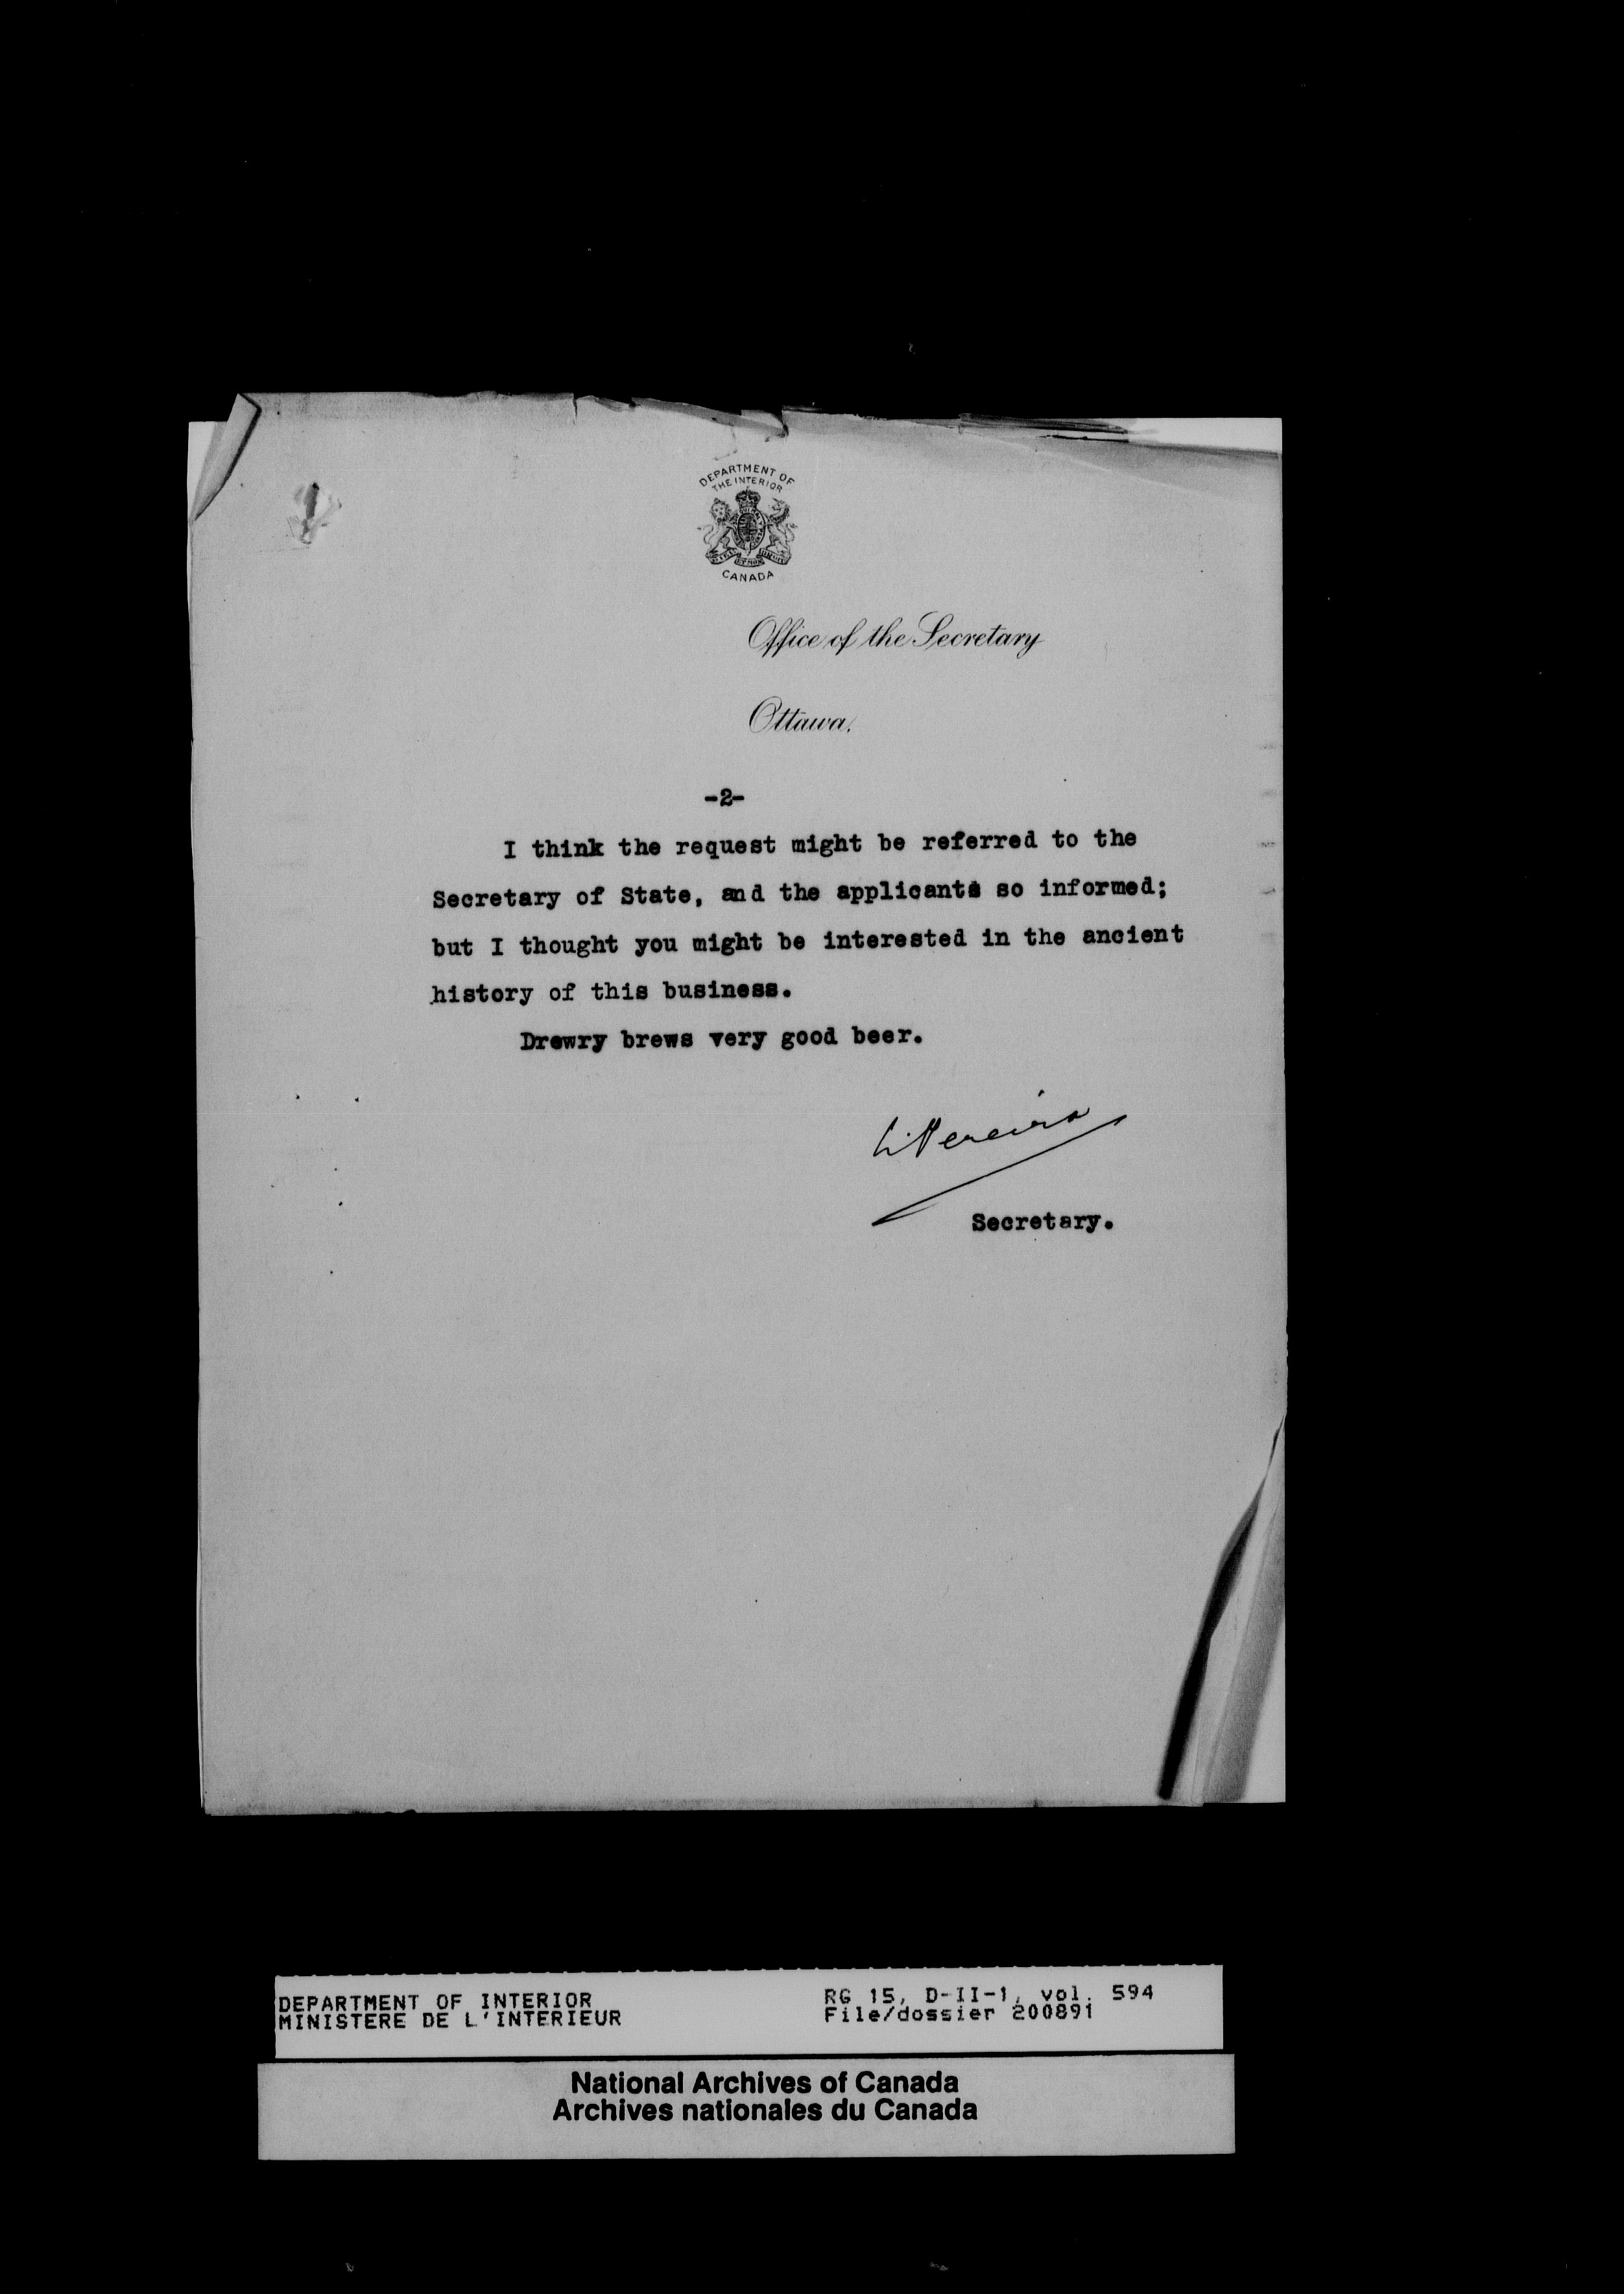 DEPARTMENT OF
THE INTERIOR
CANADA
Office of the Secretary
Ottawa.
-2-
I think the request might be referred to the
Secretary of State, and the applicants so informed;
but I thought you might be interested in the ancient
history of this business.
Drewry brews very good beer.
Pereira
Secretary.
DEPARTMENT OF INTERIOR
MINISTERE DE L'INTERIEUR
RG 15, D-II-1, vol. 594
File/dossier 200891
National Archives of Canada
Archives nationales du Canada